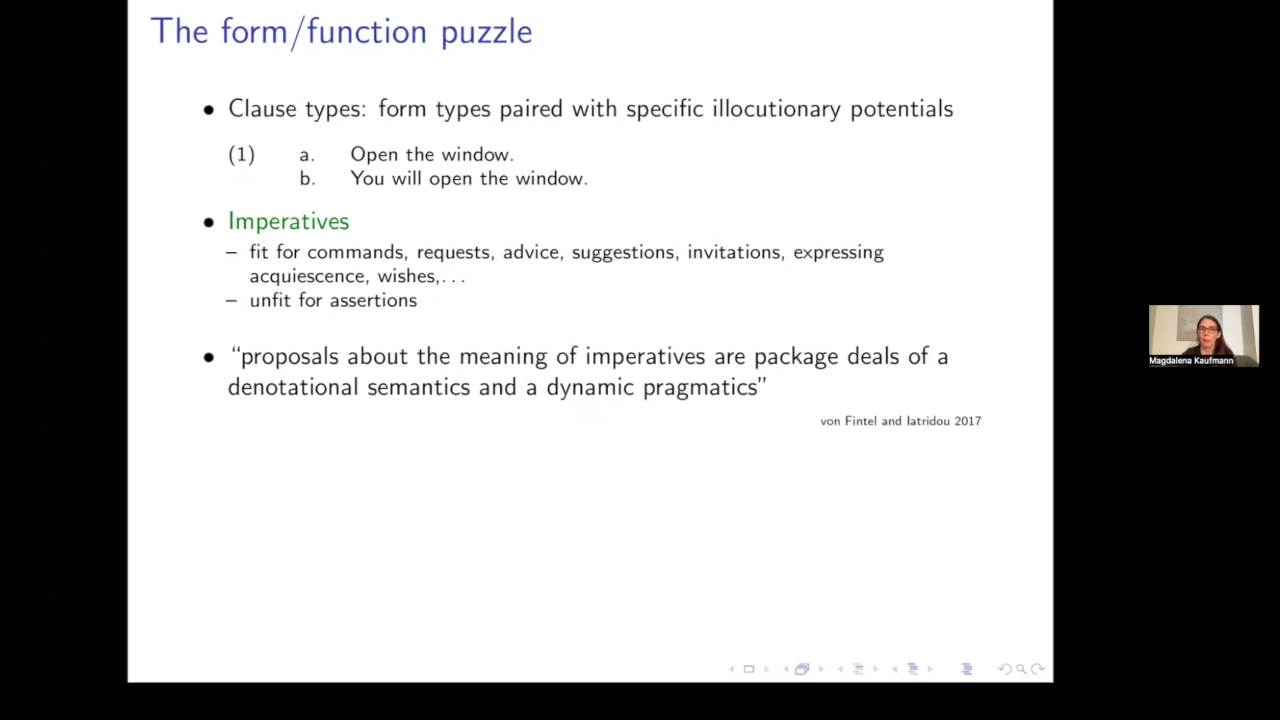 The form/function puzzle
• Clause types: form types paired with specific illocutionary potentials
(1) a. Open the window.
b. You will open the window.
• Imperatives
– fit for commands, requests, advice, suggestions, invitations, expressing
acquiescence, wishes,. . .
– unfit for assertions
• “proposals about the meaning of imperatives are package deals of a
denotational semantics and a dynamic pragmatics”
von Fintel and Iatridou 2017
Magdalena Kaufmann